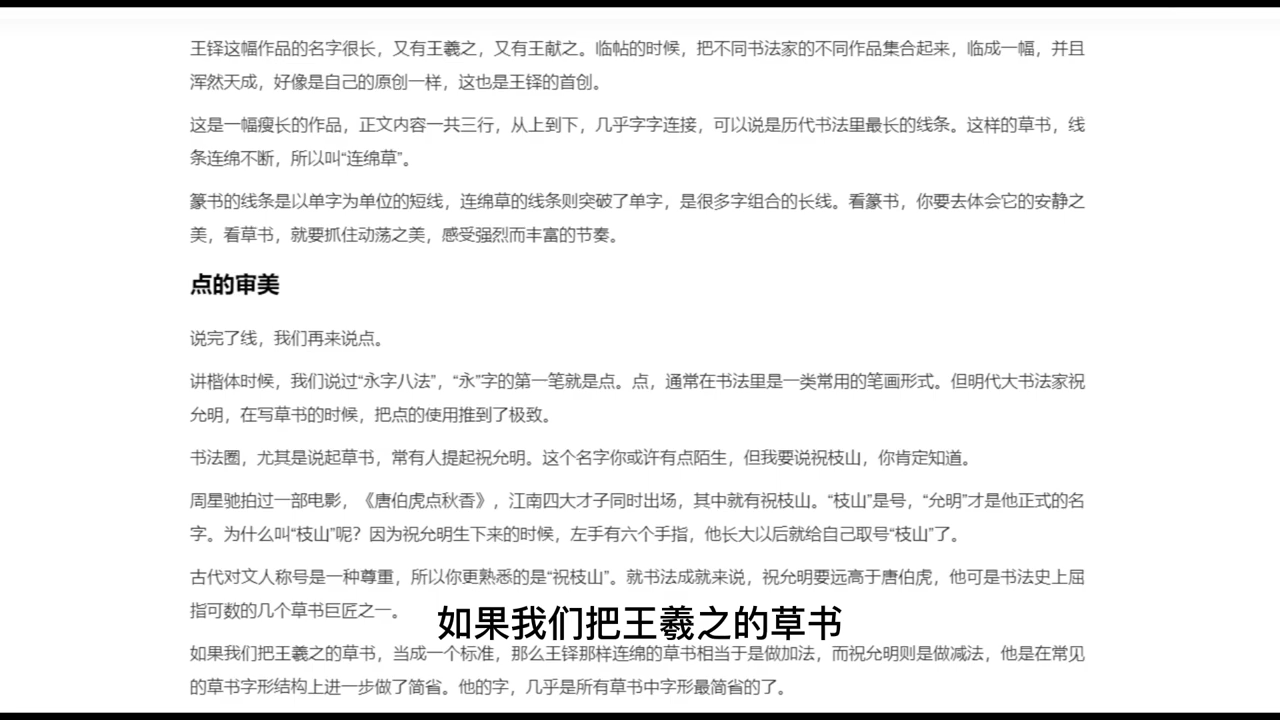 王铎这幅作品的名字很长，又有王羲之，又有王献之。临帖的时候，把不同书法家的不同作品集合起来，临成一幅，并且
浑然天成，好像是自己的原创一样，这也是王铎的首创。
这是一幅瘦长的作品，正文内容一共三行，从上到下，几乎字字连接，可以说是历代书法里最长的线条。这样的草书，线
条连绵不断，所以叫“连绵草”。
篆书的线条是以单字为单位的短线，连绵草的线条则突破了单字，是很多字组合的长线。看篆书，你要去体会它的安静之
美，看草书，就要抓住动荡之美，感受强烈而丰富的节奏。
点的审美
说完了线，我们再来说点。
讲楷体时候，我们说过“永字八法”，“永”字的第一笔就是点。点，通常在书法里是一类常用的笔画形式。但明代大书法家祝
允明，在写草书的时候，把点的使用推到了极致。
书法圈，尤其是说起草书，常有人提起祝允明。这个名字你或许有点陌生，但我要说祝枝山，你肯定知道。
周星驰拍过一部电影，《唐伯虎点秋香》，江南四大才子同时出场，其中就有祝枝山。“枝山”是号，“允明”才是他正式的名
字。为什么叫“枝山”呢？因为祝允明生下来的时候，左手有六个手指，他长大以后就给自己取号“枝山”了。
古代对文人称号是一种尊重，所以你更熟悉的是“祝枝山”。就书法成就来说，祝允明要远高于唐伯虎，他可是书法史上屈
指可数的几个草书巨匠之一。
如果我们把王羲之的草书
如果我们把王羲之的草书，当成一个标准，那么王铎那样连绵的草书相当于是做加法，而祝允明则是做减法，他是在常见
的草书字形结构上进一步做了简省。他的字，几乎是所有草书中字形最简省的了。